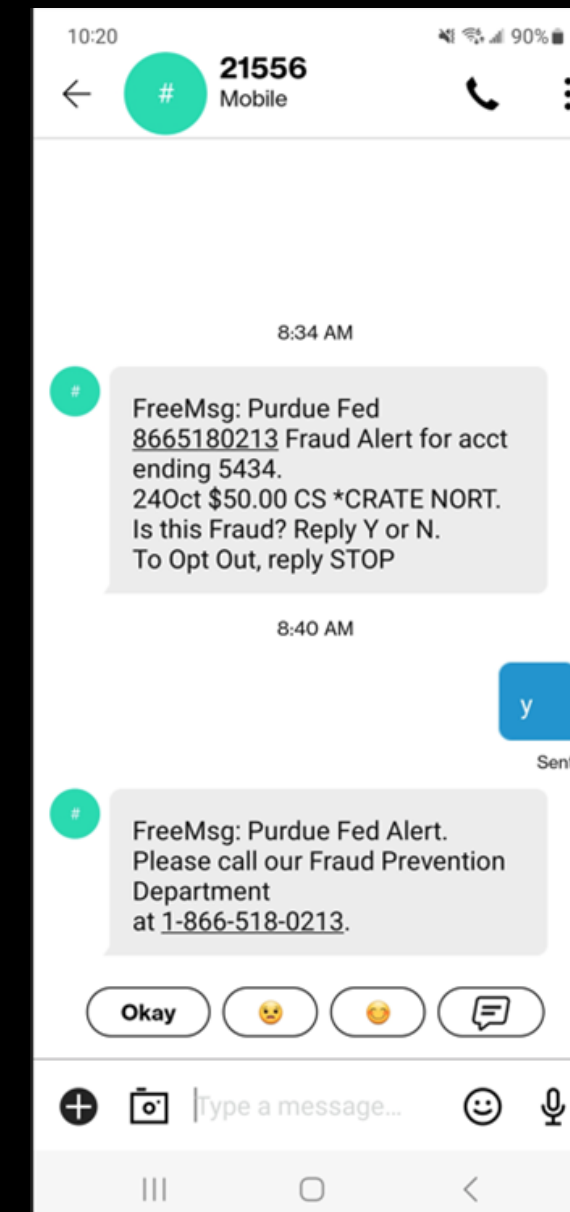 10:20
90%
21556
#
Mobile
8:34 AM
#
FreeMsg: Purdue Fed
8665180213 Fraud Alert for acct
ending 5434.
24Oct $50.00 CS *CRATE NORT.
Is this Fraud? Reply Y or N.
To Opt Out, reply STOP
8:40 AM
y
Sent
#
FreeMsg: Purdue Fed Alert.
Please call our Fraud Prevention
Department
at 1-866-518-0213.
Okay
Type a message...